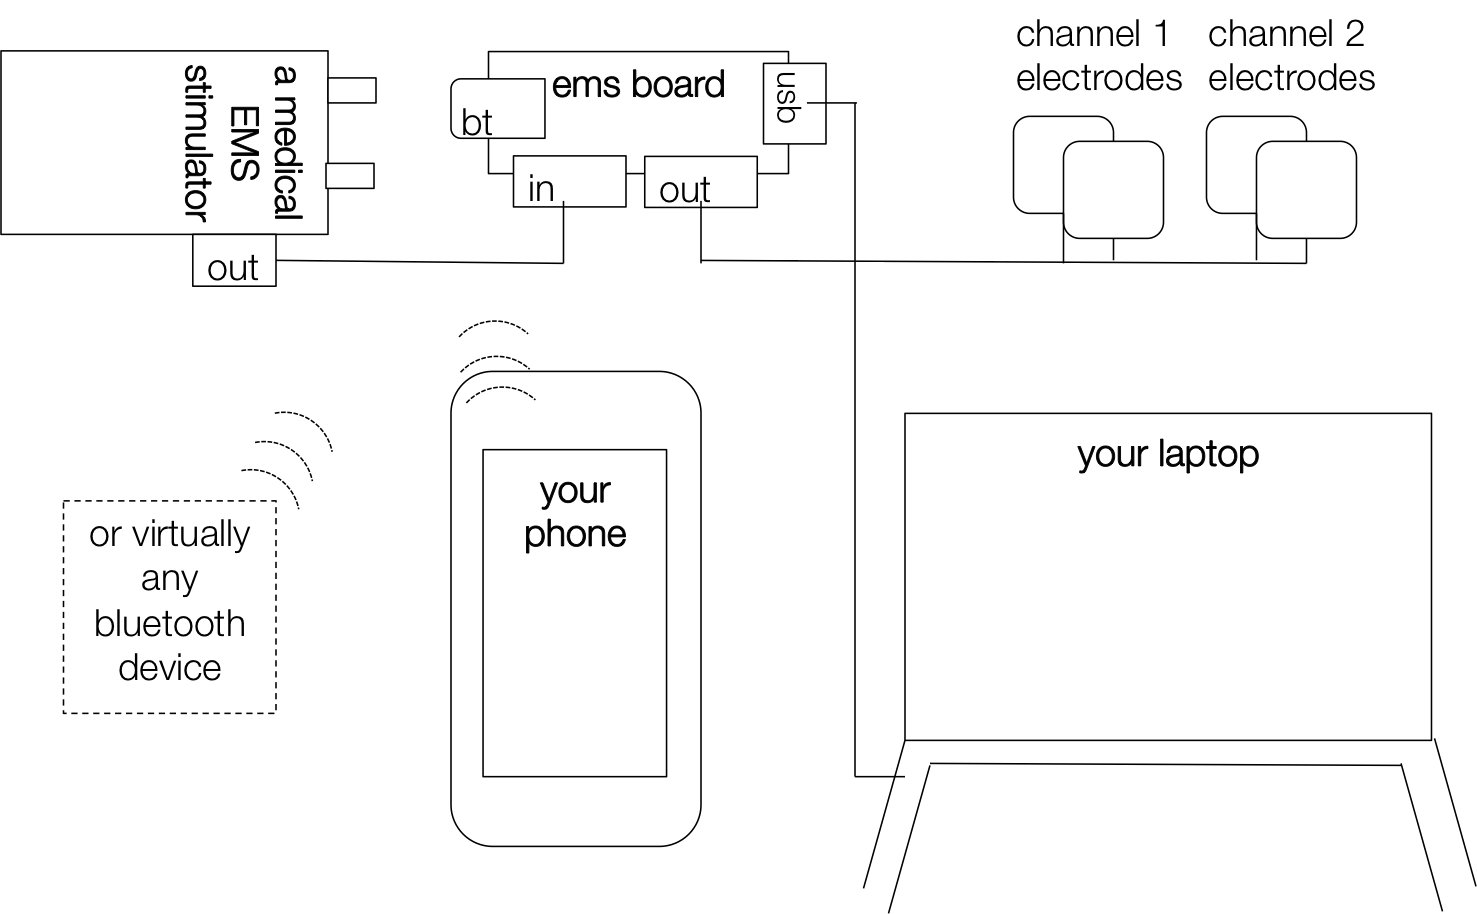 a medical
EMS
stimulator
out
ems board
bt
usb
in
out
channel 1
electrodes
channel 2
electrodes
or virtually
any
bluetooth
device
your
phone
your laptop